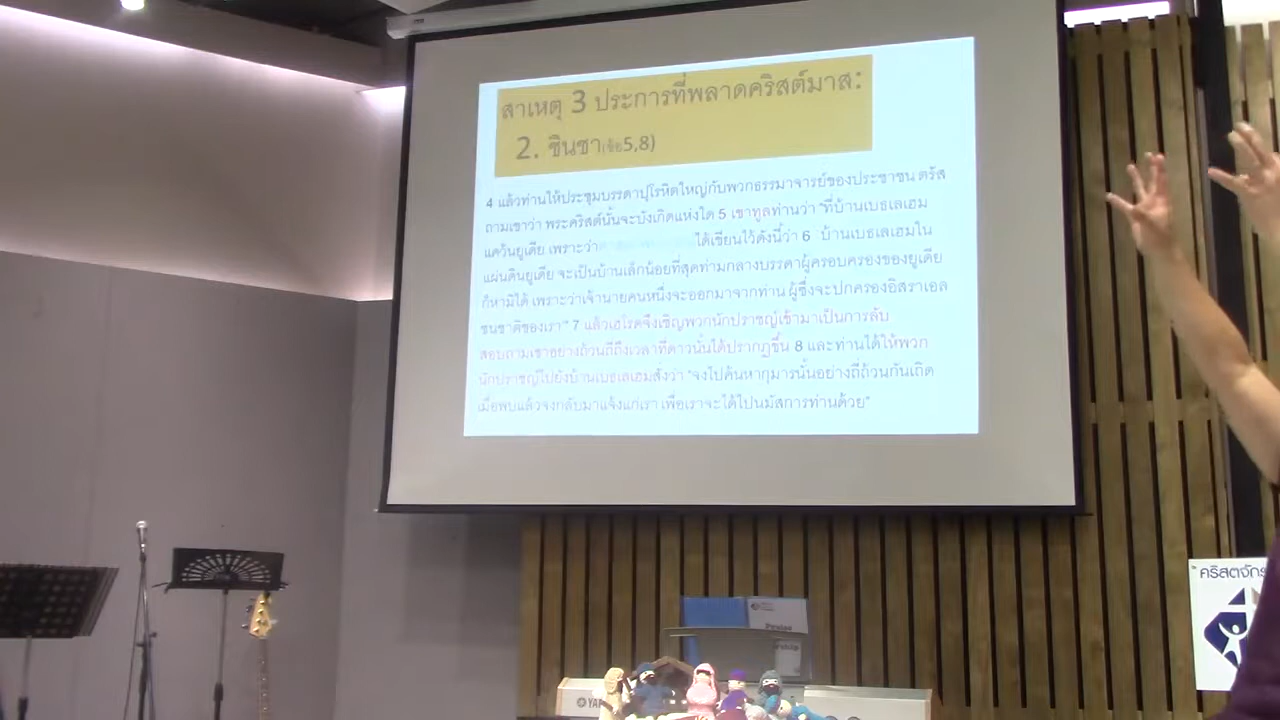 สาเหตุ 3 ประการที่พลาดคริสต์มาส:
2. ชินชา(ข้อ5,8)
4 แล้วท่านให้ประชุมบรรดาปุโรหิตใหญ่กับพวกธรรมาจารย์ของประชาชน ตรัส
ถามเขาว่า พระคริสต์นั้นจะบังเกิดแห่งใด 5 เขาทูลท่านว่า "ที่บ้านเบธเลเฮม
แคว้นยูเดีย เพราะว่า ได้เขียนไว้ดังนี้ว่า 6 บ้านเบธเลเฮมใน
แผ่นดินยูเดีย จะเป็นบ้านเล็กน้อยที่สุดท่ามกลางบรรดาผู้ครอบครองของยูเดีย
ก็หามิได้ เพราะว่าเจ้านายคนหนึ่งจะออกมาจากท่าน ผู้ซึ่งจะปกครองอิสราเอล
ชนชาติของเรา" 7 แล้วเฮโรดจึงเชิญพวกนักปราชญ์เข้ามาเป็นการลับ
สอบถามเขาอย่างถ้วนถี่ถึงเวลาที่ดาวนั้นได้ปรากฏขึ้น 8 และท่านได้ให้พวก
นักปราชญ์ไปยังบ้านเบธเลเฮมสั่งว่า "จงไปค้นหากุมารนั้นอย่างถี่ถ้วนกันเถิด
เมื่อพบแล้วจงกลับมาแจ้งแก่เรา เพื่อเราจะได้ไปนมัสการท่านด้วย"